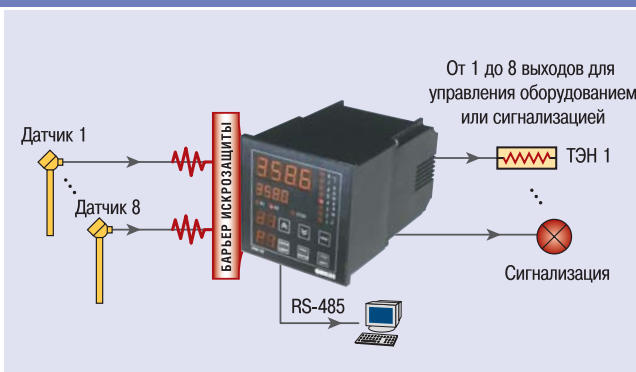 От 1 до 8 выходов для
управления оборудованием
или сигнализацией
Датчик 1
ТЭН 1
Датчик 8
БАРЬЕР ИСКРОЗАЩИТЫ
3586
3580
Сигнализация
RS-485